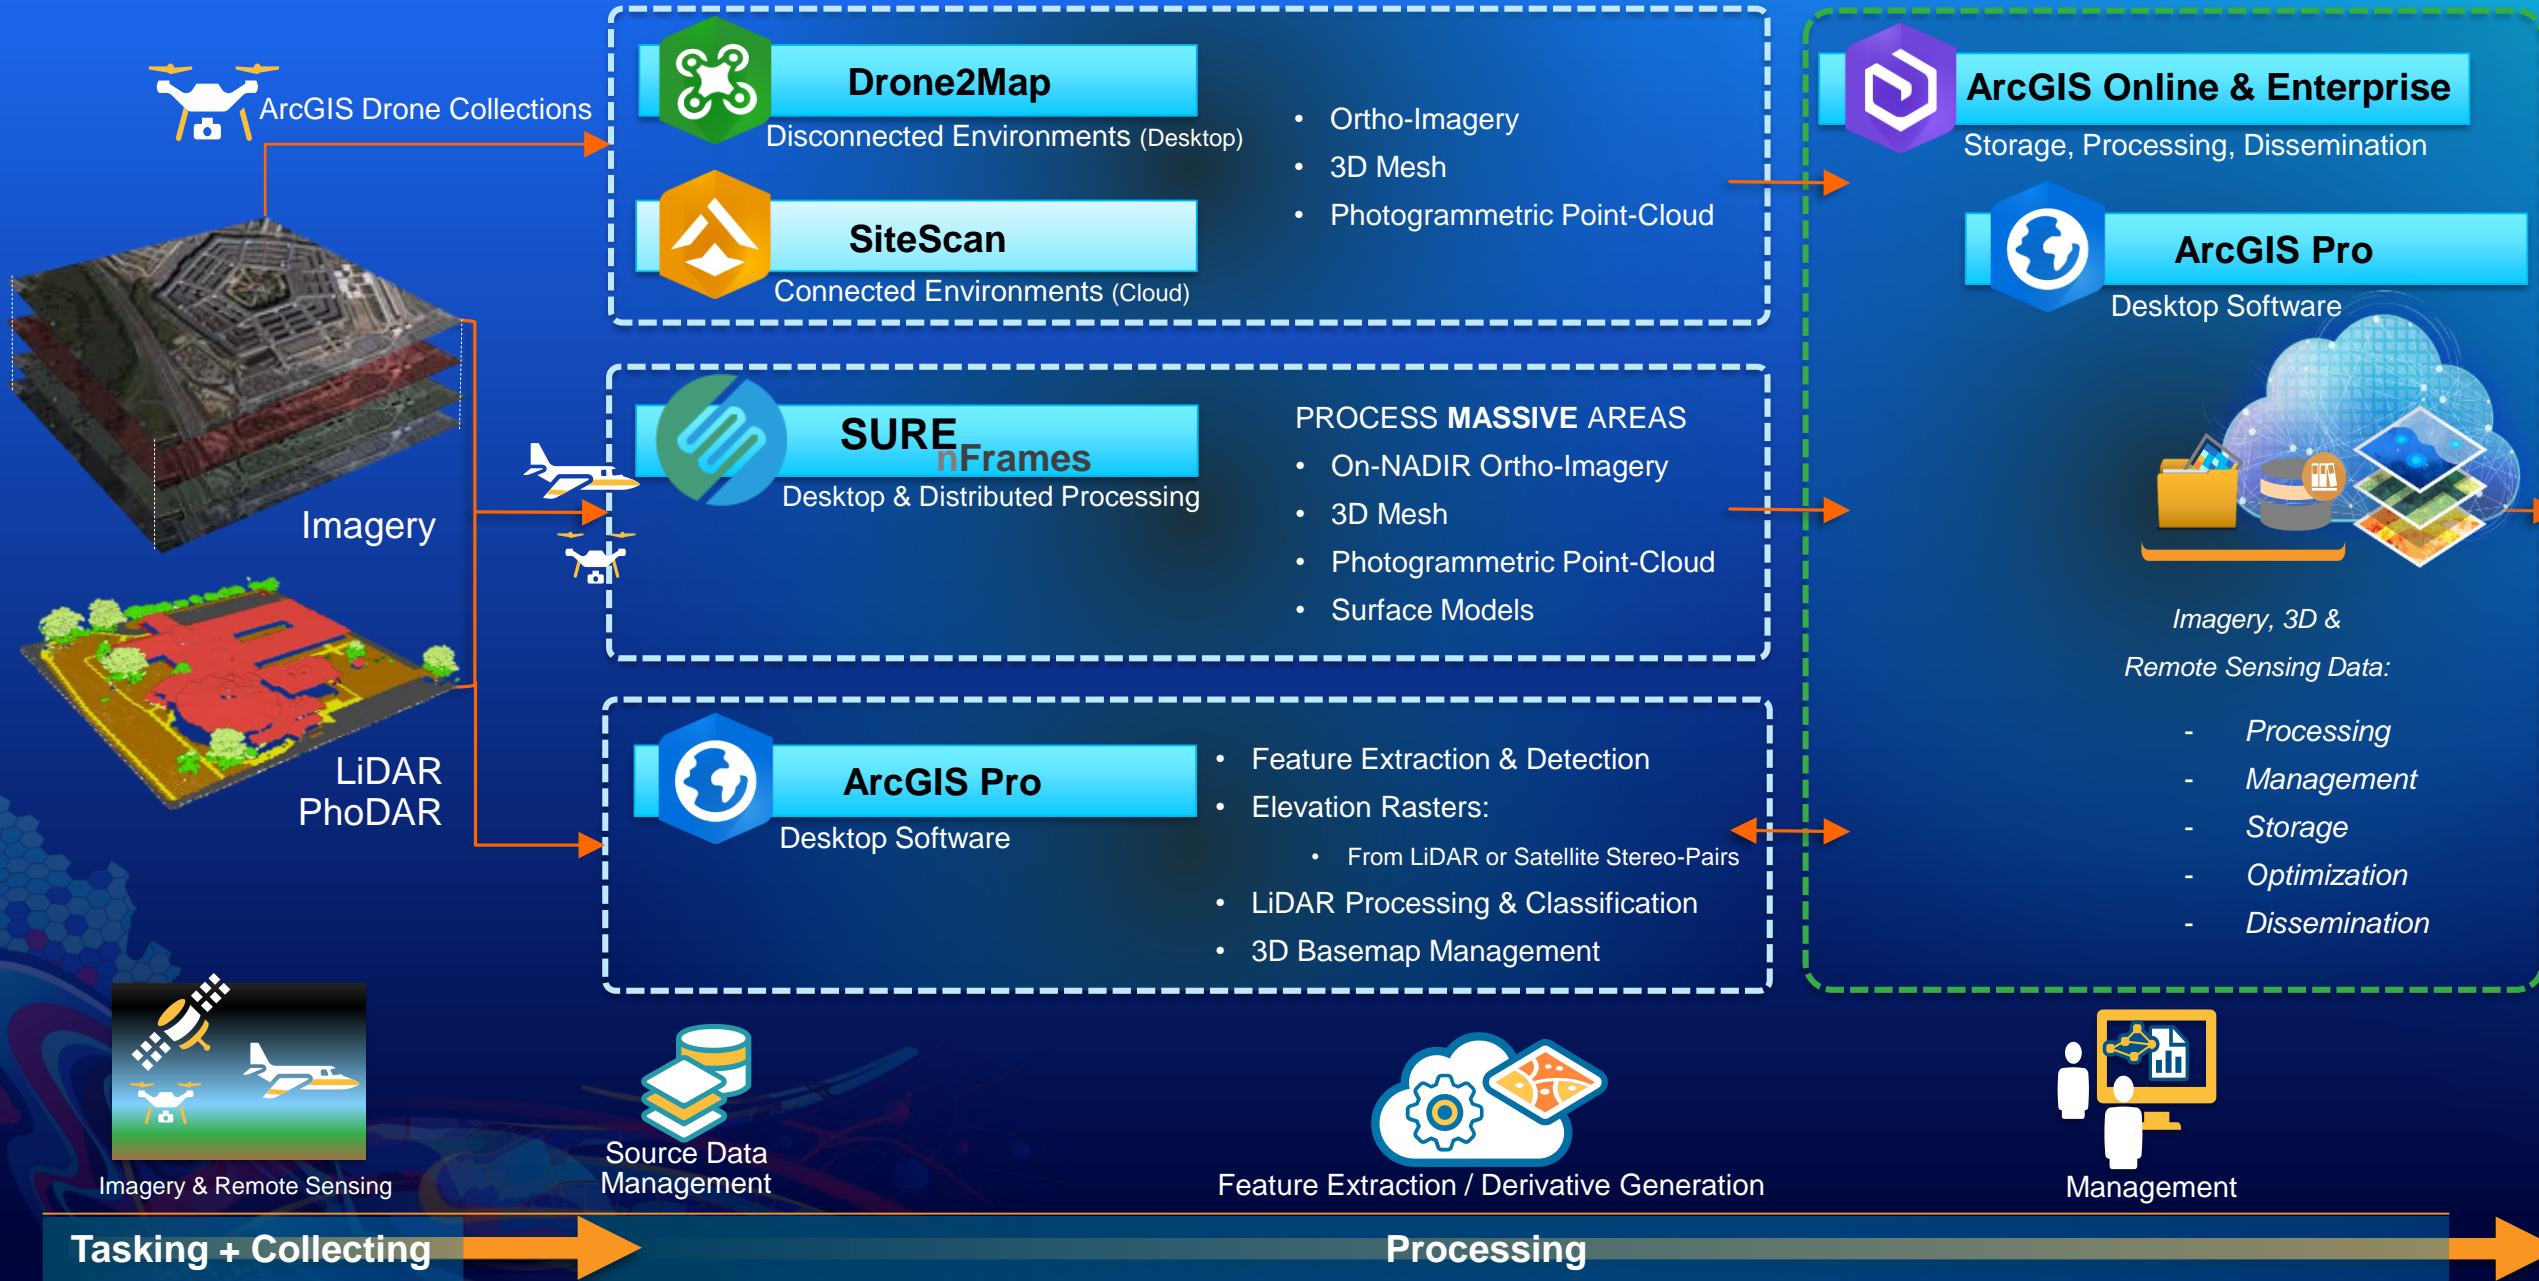 ArcGIS Drone Collections
Imagery
LiDAR
PhoDAR
Drone2Map
Disconnected Environments (Desktop)
SiteScan
Connected Environments (Cloud)
• Ortho-Imagery
• 3D Mesh
• Photogrammetric Point-Cloud
SURE
nFrames
Desktop & Distributed Processing
PROCESS MASSIVE AREAS
• On-NADIR Ortho-Imagery
• 3D Mesh
• Photogrammetric Point-Cloud
• Surface Models
ArcGIS Pro
Desktop Software
• Feature Extraction & Detection
• Elevation Rasters:
• From LiDAR or Satellite Stereo-Pairs
• LiDAR Processing & Classification
• 3D Basemap Management
ArcGIS Online & Enterprise
Storage, Processing, Dissemination
ArcGIS Pro
Desktop Software
Imagery, 3D &
Remote Sensing Data:
- Processing
- Management
- Storage
- Optimization
- Dissemination
Imagery & Remote Sensing
Source Data
Management
Feature Extraction / Derivative Generation
Management
Tasking + Collecting
Processing